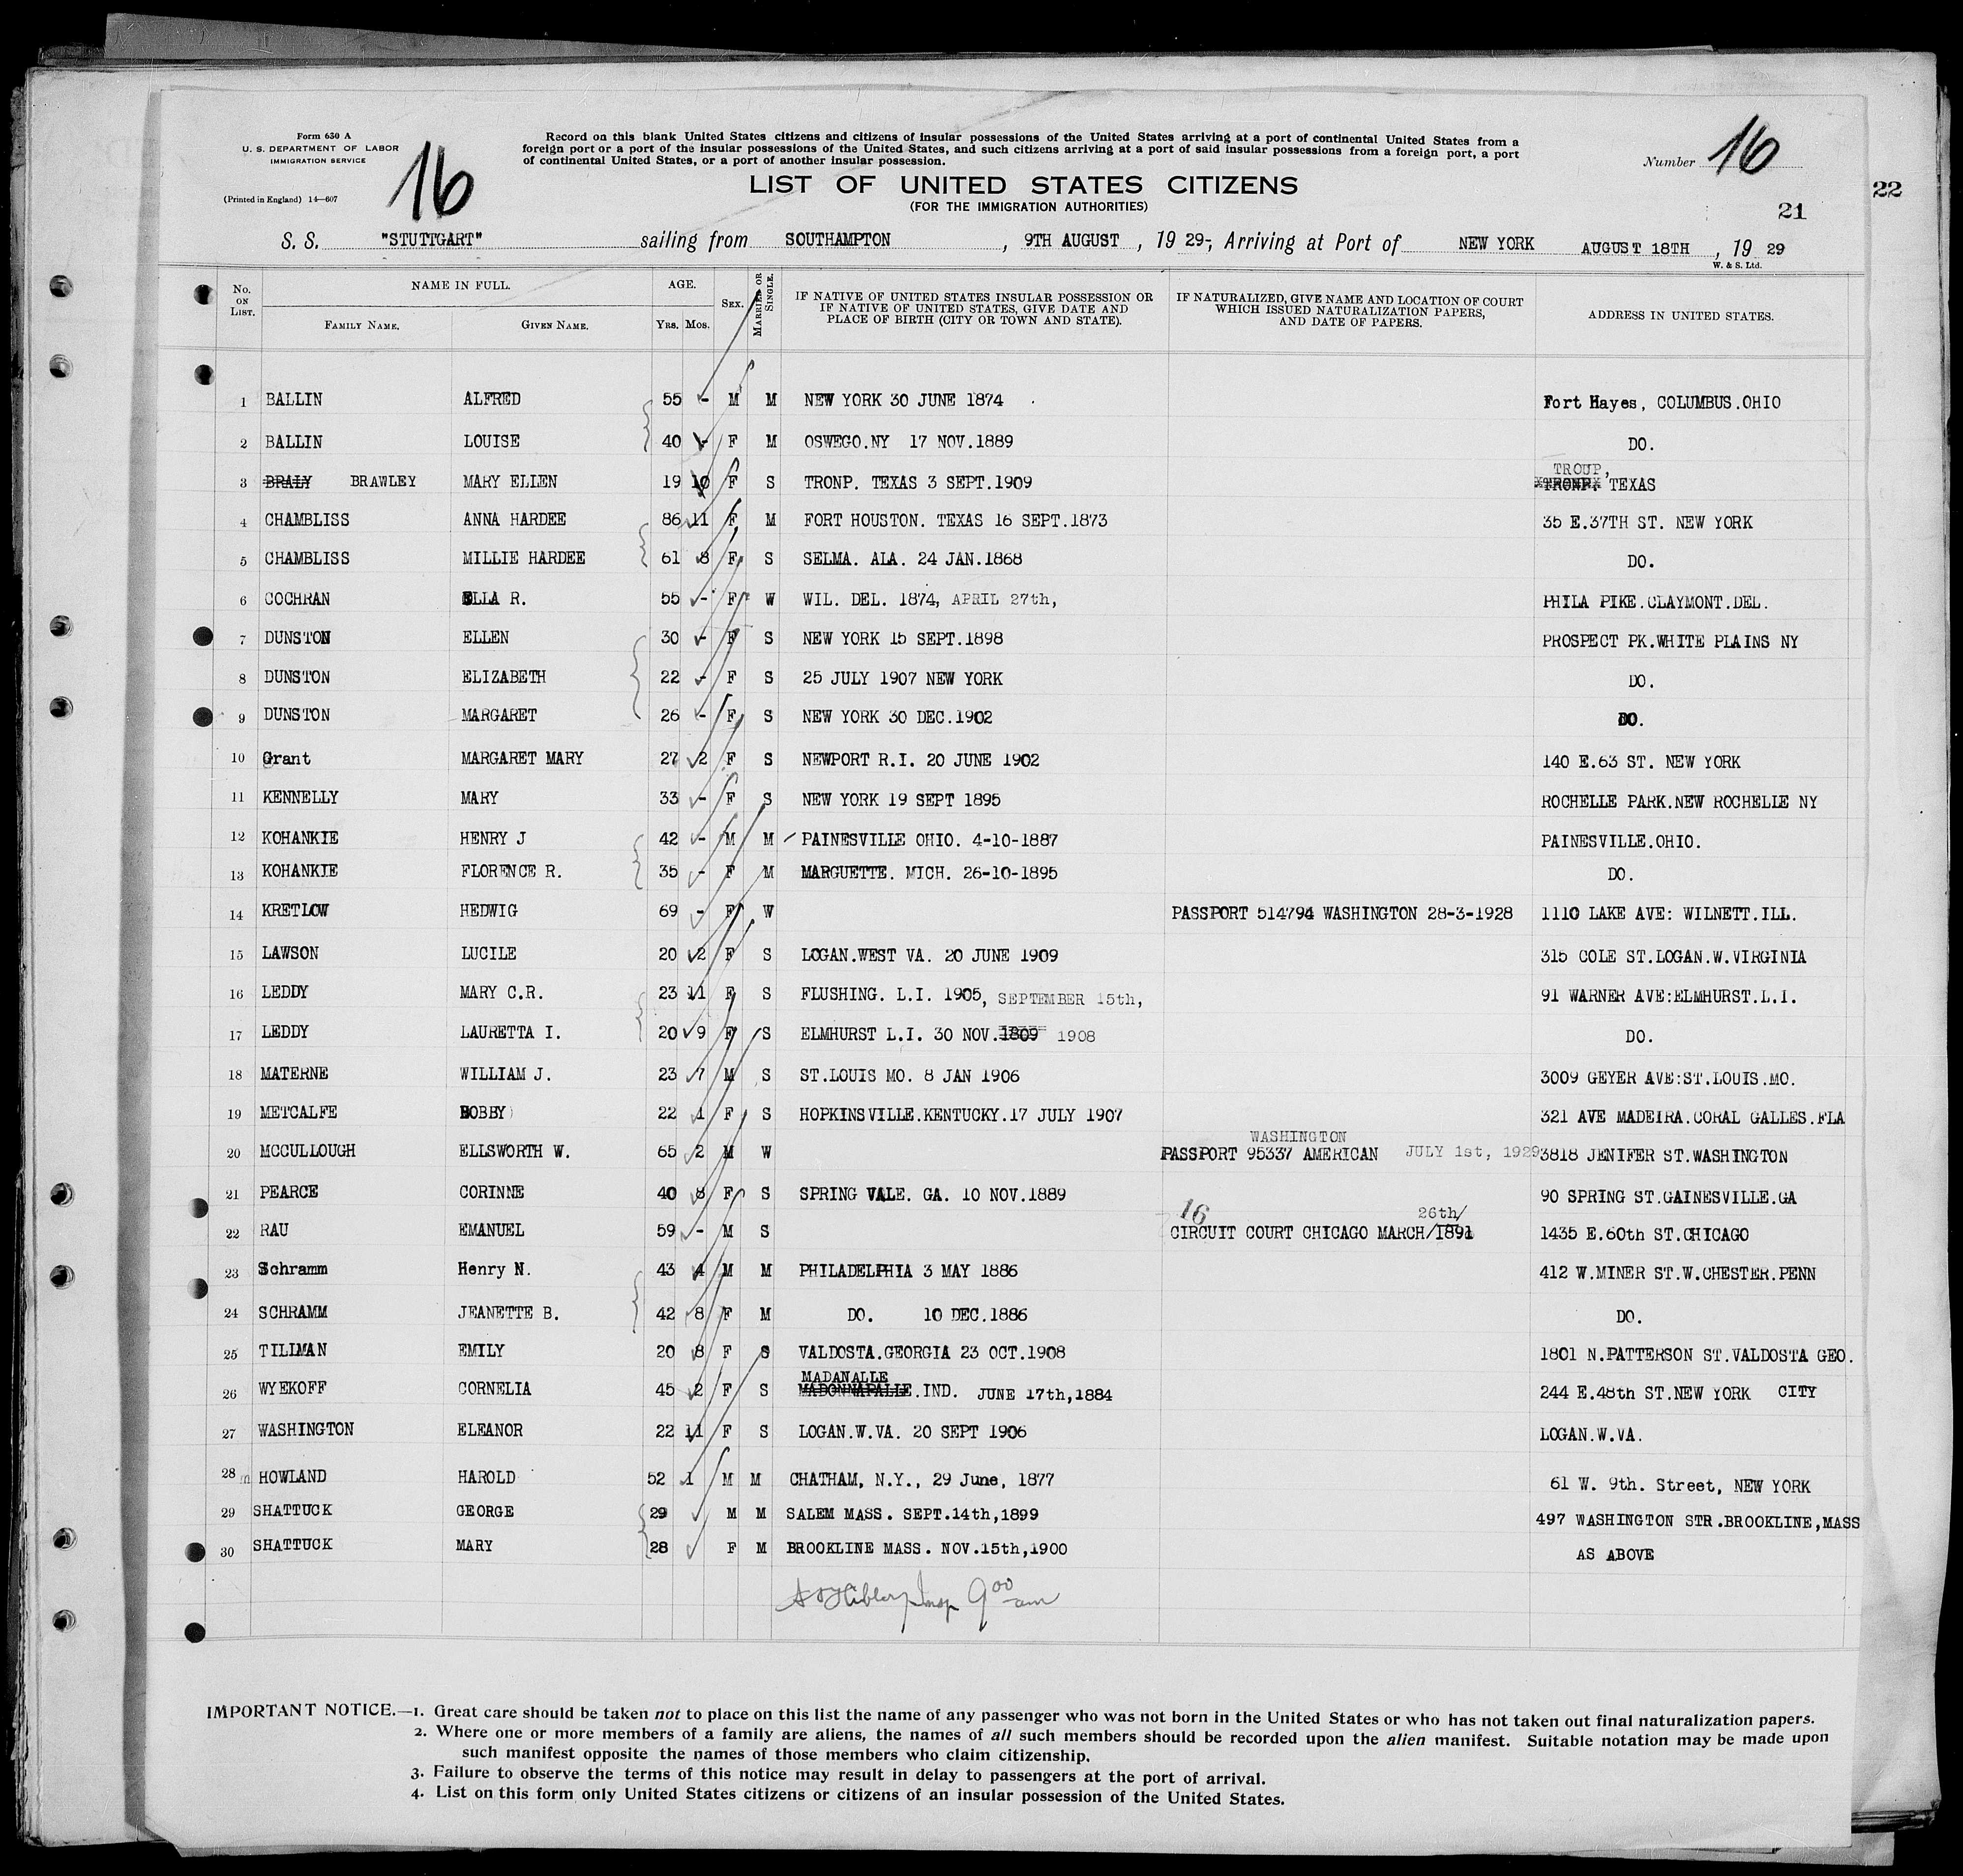 Form 630 A
U. S. DEPARTMENT OF LABOR
IMMIGRATION SERVICE
(Printed in England) 14—607
16
Record on this blank United States citizens and citizens of insular possessions of the United States arriving at a port of continental United States from a
foreign port or a port of the insular possessions of the United States, and such citizens arriving at a port of said insular possessions from a foreign port, a port
of continental United States, or a port of another insular possession.
Number 16
LIST OF UNITED STATES CITIZENS
(FOR THE IMMIGRATION AUTHORITIES)
22
21
S. S. "STUTTGART" sailing from SOUTHAMPTON, 9TH AUGUST, 19 29-, Arriving at Port of NEW YORK AUGUST 18TH, 19 29
W. & S. Ltd.
No. ON LIST. NAME IN FULL. AGE. SEX. MARRIED OR SINGLE. IF NATIVE OF UNITED STATES INSULAR POSSESSION OR IF NATIVE OF UNITED STATES, GIVE DATE AND PLACE OF BIRTH (CITY OR TOWN AND STATE). IF NATURALIZED, GIVE NAME AND LOCATION OF COURT WHICH ISSUED NATURALIZATION PAPERS, AND DATE OF PAPERS. ADDRESS IN UNITED STATES.
FAMILY NAME. GIVEN NAME. YRS. MOS.
1 BALLIN ALFRED 55 - M M NEW YORK 30 JUNE 1874 Fort Hayes, COLUMBUS.OHIO
2 BALLIN LOUISE 40 - F M OSWEGO.NY 17 NOV.1889 DO.
3 BRALY BRAWLEY MARY ELLEN 19 10 F S TRONP. TEXAS 3 SEPT.1909 TROUP, TRONP. TEXAS
4 CHAMBLISS ANNA HARDEE 86 11 F M FORT HOUSTON. TEXAS 16 SEPT.1873 35 E.37TH ST. NEW YORK
5 CHAMBLISS MILLIE HARDEE 61 8 F S SELMA. ALA. 24 JAN.1868 DO.
6 COCHRAN ELLA R. 55 - F W WIL. DEL. 1874, APRIL 27th, PHILA PIKE.CLAYMONT.DEL.
7 DUNSTON ELLEN 30 - F S NEW YORK 15 SEPT.1898 PROSPECT PK.WHITE PLAINS NY
8 DUNSTON ELIZABETH 22 - F S 25 JULY 1907 NEW YORK DO.
9 DUNSTON MARGARET 26 - F S NEW YORK 30 DEC.1902 DO.
10 Grant MARGARET MARY 27 2 F S NEWPORT R.I. 20 JUNE 1902 140 E.63 ST. NEW YORK
11 KENNELLY MARY 33 - F S NEW YORK 19 SEPT 1895 ROCHELLE PARK.NEW ROCHELLE NY
12 KOHANKIE HENRY J 42 - M M PAINESVILLE OHIO. 4-10-1887 PAINESVILLE.OHIO.
13 KOHANKIE FLORENCE R. 35 - F M MARGUETTE. MICH. 26-10-1895 DO.
14 KRETLOW HEDWIG 69 - F W PASSPORT 514794 WASHINGTON 28-3-1928 1110 LAKE AVE: WILNETT.ILL.
15 LAWSON LUCILE 20 2 F S LOGAN.WEST VA. 20 JUNE 1909 315 COLE ST.LOGAN.W.VIRGINIA
16 LEDDY MARY C.R. 23 11 F S FLUSHING. L.I. 1905, SEPTEMBER 15th, 91 WARNER AVE:ELMHURST.L.I.
17 LEDDY LAURETTA I. 20 9 F S ELMHURST L.I. 30 NOV.1809 1908 DO.
18 MATERNE WILLIAM J. 23 7 M S ST.LOUIS MO. 8 JAN 1906 3009 GEYER AVE:ST.LOUIS.MO.
19 METCALFE BOBBY 22 1 F S HOPKINSVILLE.KENTUCKY.17 JULY 1907 321 AVE MADEIRA.CORAL GALLES.FLA
WASHINGTON
20 MCCULLOUGH ELLSWORTH W. 65 2 M W PASSPORT 95337 AMERICAN JULY 1st, 1929 3818 JENIFER ST.WASHINGTON
21 PEARCE CORINNE 40 8 F S SPRING VALE. GA. 10 NOV.1889 90 SPRING ST.GAINESVILLE.GA
16 26th/
22 RAU EMANUEL 59 - M S CIRCUIT COURT CHICAGO MARCH/1891 1435 E.60th ST.CHICAGO
23 Schramm Henry N. 43 4 M M PHILADELPHIA 3 MAY 1886 412 W.MINER ST.W.CHESTER.PENN
24 SCHRAMM JEANETTE B. 42 8 F M DO. 10 DEC.1886 DO.
25 TILLMAN EMILY 20 8 F S VALDOSTA.GEORGIA 23 OCT.1908 1801 N.PATTERSON ST.VALDOSTA GEO.
MADANALLE
26 WYEKOFF CORNELIA 45 2 F S MADONNAPALLE.IND. JUNE 17th,1884 244 E.48th ST.NEW YORK CITY
27 WASHINGTON ELEANOR 22 11 F S LOGAN.W.VA. 20 SEPT 1906 LOGAN.W.VA.
28 HOWLAND HAROLD 52 1 M M CHATHAM, N.Y., 29 June, 1877 61 W. 9th. Street, NEW YORK
29 SHATTUCK GEORGE 29 M M SALEM MASS. SEPT.14th,1899 497 WASHINGTON STR.BROOKLINE,MASS
30 SHATTUCK MARY 28 F M BROOKLINE MASS. NOV.15th,1900 AS ABOVE
9 00 am
IMPORTANT NOTICE.—1. Great care should be taken not to place on this list the name of any passenger who was not born in the United States or who has not taken out final naturalization papers.
2. Where one or more members of a family are aliens, the names of all such members should be recorded upon the alien manifest. Suitable notation may be made upon
such manifest opposite the names of those members who claim citizenship.
3. Failure to observe the terms of this notice may result in delay to passengers at the port of arrival.
4. List on this form only United States citizens or citizens of an insular possession of the United States.